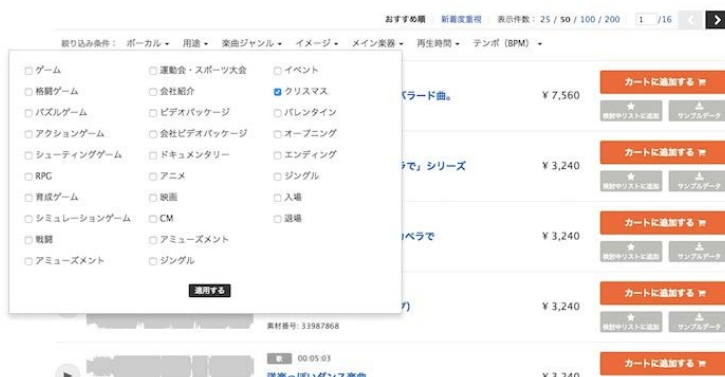 おすすめ順 新着度重視 表示件数: 25 / 50 / 100 / 200 1 /16
絞り込み条件: ボーカル 用途 楽曲ジャンル イメージ メイン楽器 再生時間 テンポ (BPM)
ゲーム 運動会・スポーツ大会 イベント
格闘ゲーム 会社紹介 クリスマス
パズルゲーム ビデオパッケージ バレンタイン
アクションゲーム 会社ビデオパッケージ オープニング
シューティングゲーム ドキュメンタリー エンディング
RPG アニメ ジングル
育成ゲーム 映画 入場
シミュレーションゲーム CM 退場
戦闘 アミューズメント
アミューズメント ジングル
適用する
カートに追加する
バラード曲。 ¥ 7,560
検討中リストに追加 サンプルデータ
カートに追加する
で」シリーズ ¥ 3,240
検討中リストに追加 サンプルデータ
カートに追加する
カペラで ¥ 3,240
検討中リストに追加 サンプルデータ
カートに追加する
¥ 3,240
検討中リストに追加 サンプルデータ
素材番号: 33987868
歌 00:05:03
カートに追加する
洋楽っぽいダンス楽曲 ¥ 3,240